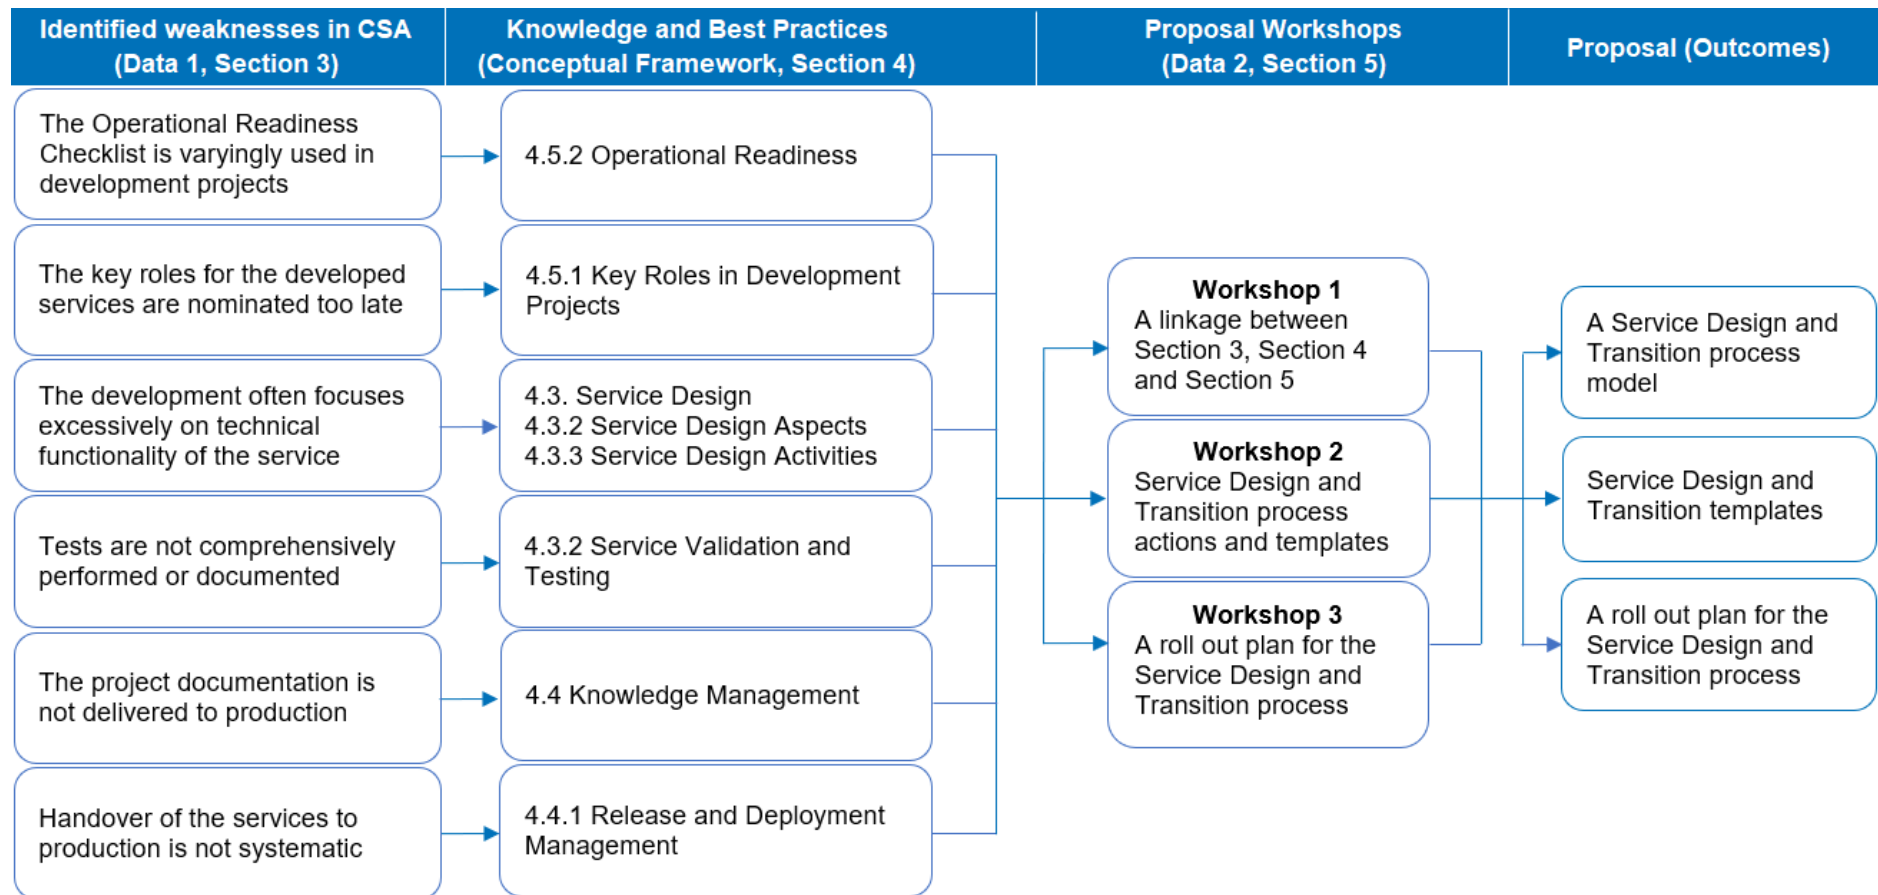 Identified weaknesses in CSA
(Data 1, Section 3)
Knowledge and Best Practices
(Conceptual Framework, Section 4)
Proposal Workshops
(Data 2, Section 5)
Proposal (Outcomes)
The Operational Readiness
Checklist is varyingly used in
development projects
4.5.2 Operational Readiness
The key roles for the developed
services are nominated too late
4.5.1 Key Roles in Development
Projects
The development often focuses
excessively on technical
functionality of the service
4.3. Service Design
4.3.2 Service Design Aspects
4.3.3 Service Design Activities
Tests are not comprehensively
performed or documented
4.3.2 Service Validation and
Testing
The project documentation is
not delivered to production
4.4 Knowledge Management
Handover of the services to
production is not systematic
4.4.1 Release and Deployment
Management
Workshop 1
A linkage between
Section 3, Section 4
and Section 5
Workshop 2
Service Design and
Transition process
actions and templates
Workshop 3
A roll out plan for the
Service Design and
Transition process
A Service Design and
Transition process
model
Service Design and
Transition templates
A roll out plan for the
Service Design and
Transition process